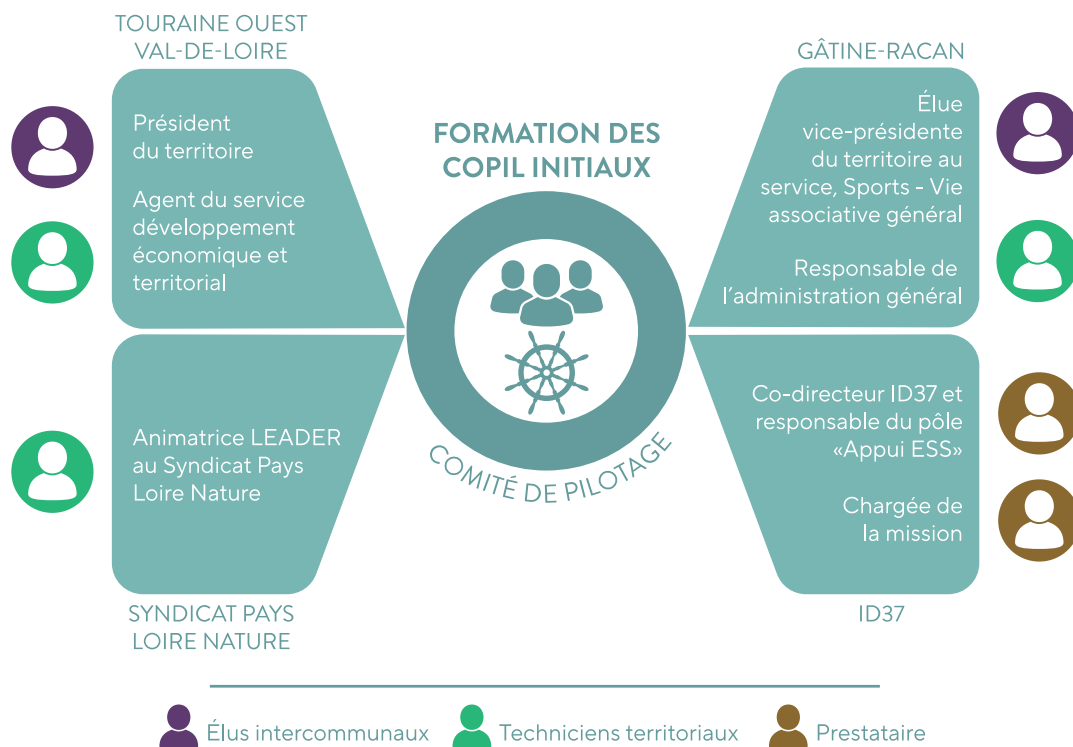 TOURAINE OUEST
VAL-DE-LOIRE
Président
du territoire
Agent du service
développement
économique et
territorial
FORMATION DES
COPIL INITIAUX
COMITÉ DE PILOTAGE
GÂTINE-RACAN
Élue
vice-présidente
du territoire au
service, Sports - Vie
associative général
Responsable de
l'administration général
Animatrice LEADER
au Syndicat Pays
Loire Nature
SYNDICAT PAYS
LOIRE NATURE
Co-directeur ID37 et
responsable du pôle
«Appui ESS»
Chargée de
la mission
ID37
Élus intercommunaux
Techniciens territoriaux
Prestataire